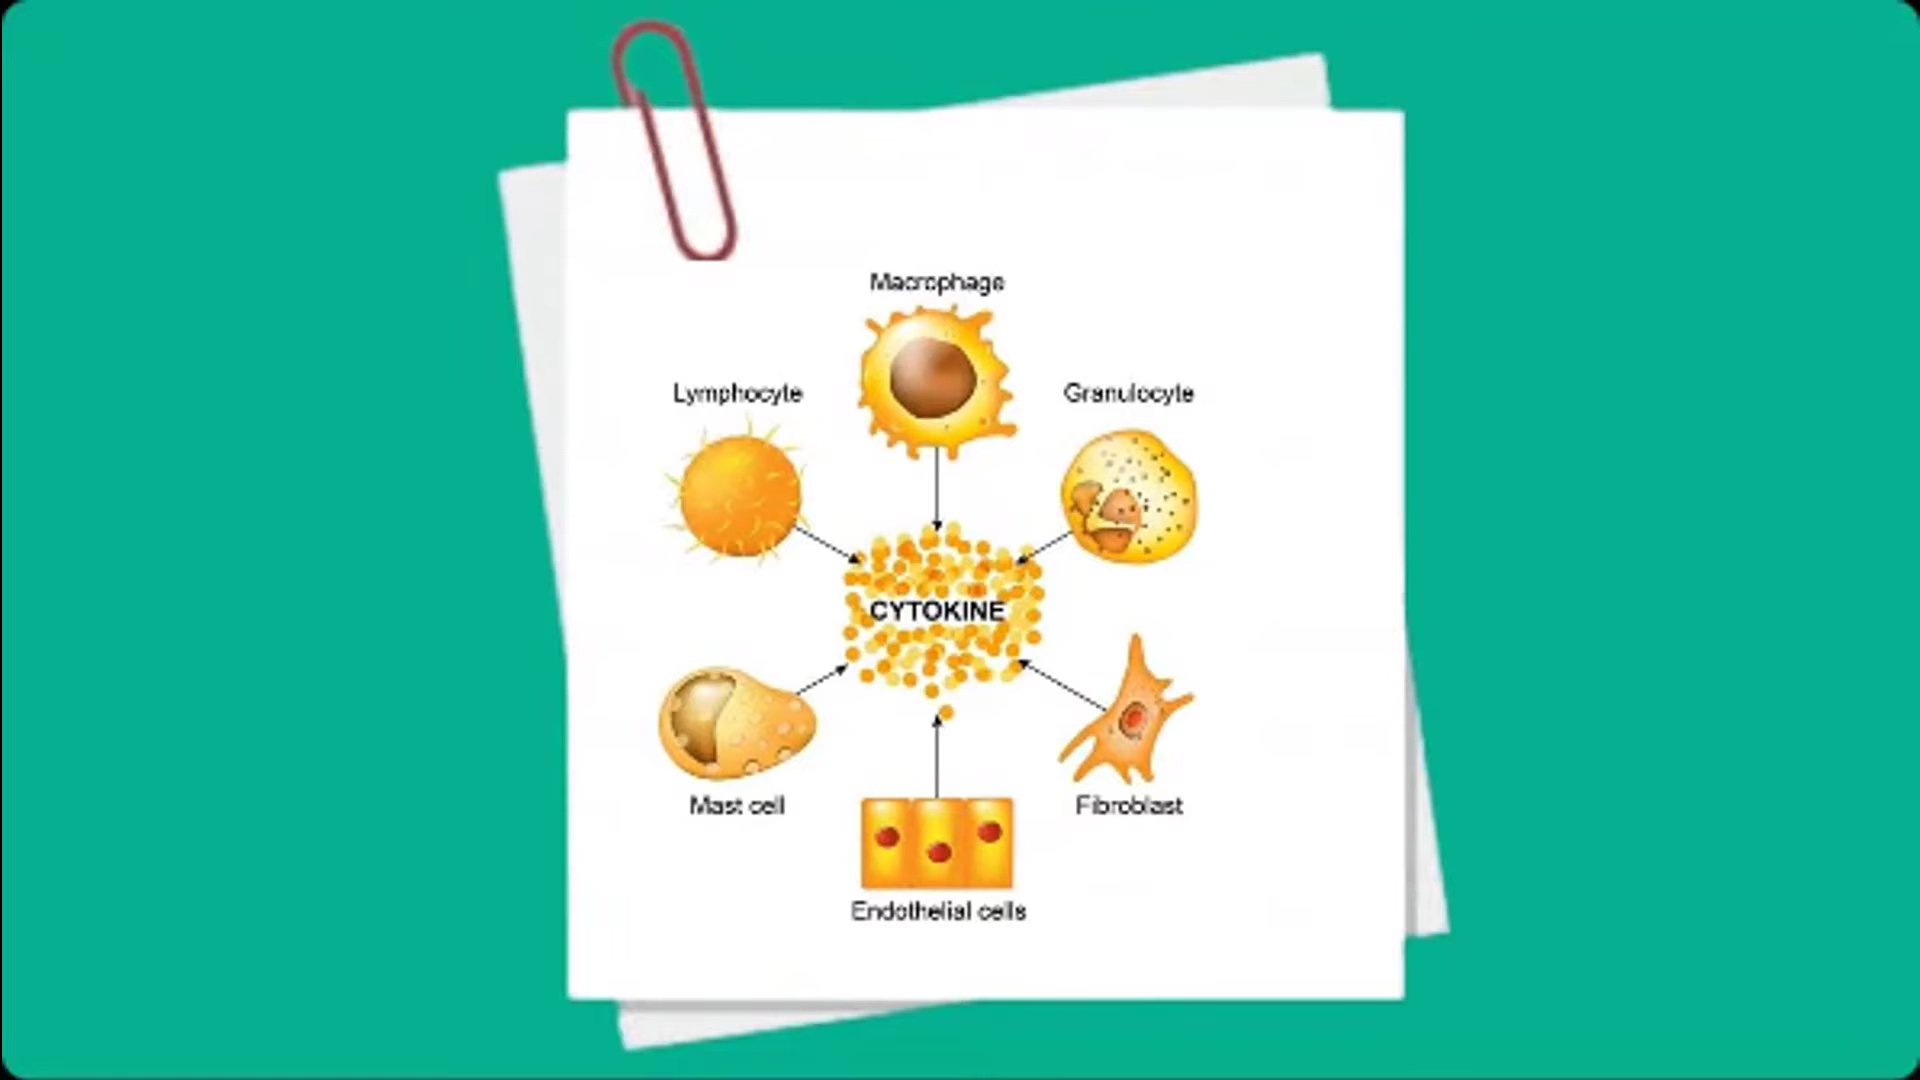 Macrophage
Lymphocyte
Granulocyte
CYTOKINE
Mast cell
Fibroblast
Endothelial cells